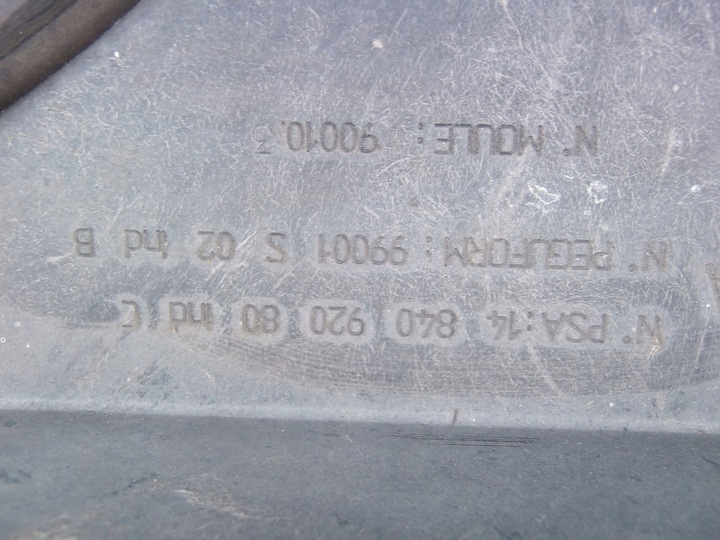 N° PSA:14 840 920 80 ind C
N° PEGUFORM: 99001 S 02 ind B
N° MOULE: 90010.3